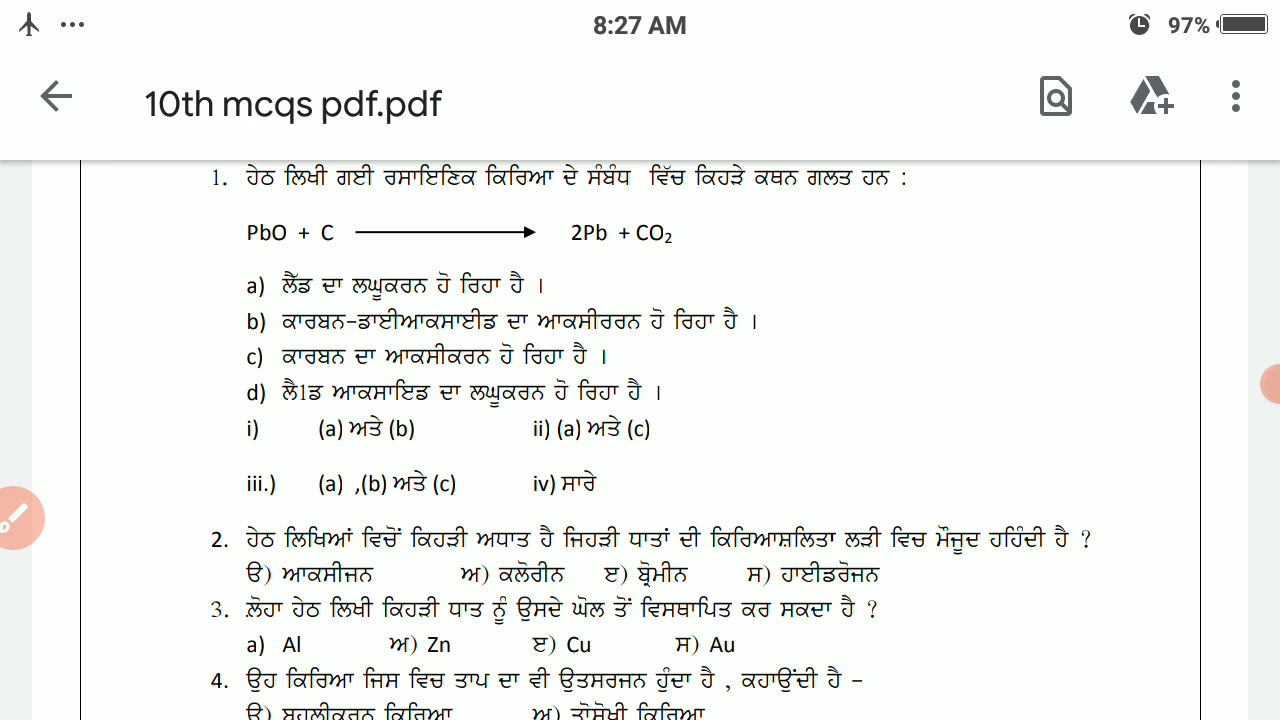 8:27 AM 97%
10th mcqs pdf.pdf
1. ਹੇਠ ਲਿਖੀ ਗਈ ਰਸਾਇਣਿਕ ਕਿਰਿਆ ਦੇ ਸੰਬੰਧ ਵਿੱਚ ਕਿਹੜੇ ਕਥਨ ਗਲਤ ਹਨ :
PbO + C ⟶ 2Pb + CO₂
a) ਲੈੱਡ ਦਾ ਲਘੂਕਰਨ ਹੋ ਰਿਹਾ ਹੈ ।
b) ਕਾਰਬਨ-ਡਾਈਆਕਸਾਈਡ ਦਾ ਆਕਸੀਰਰਨ ਹੋ ਰਿਹਾ ਹੈ ।
c) ਕਾਰਬਨ ਦਾ ਆਕਸੀਕਰਨ ਹੋ ਰਿਹਾ ਹੈ ।
d) ਲੈ1ਡ ਆਕਸਾਇਡ ਦਾ ਲਘੂਕਰਨ ਹੋ ਰਿਹਾ ਹੈ ।
i) (a) ਅਤੇ (b) ii) (a) ਅਤੇ (c)
iii.) (a) ,(b) ਅਤੇ (c) iv) ਸਾਰੇ
2. ਹੇਠ ਲਿਖਿਆਂ ਵਿਚੋਂ ਕਿਹੜੀ ਅਧਾਤ ਹੈ ਜਿਹੜੀ ਧਾਤਾਂ ਦੀ ਕਿਰਿਆਸ਼ਲਿਤਾ ਲੜੀ ਵਿਚ ਮੌਜੂਦ ਹਹਿੰਦੀ ਹੈ ?
ੳ) ਆਕਸੀਜਨ ਅ) ਕਲੋਰੀਨ ੲ) ਬ੍ਰੋਮੀਨ ਸ) ਹਾਈਡਰੋਜਨ
3. ਲੋਹਾ ਹੇਠ ਲਿਖੀ ਕਿਹੜੀ ਧਾਤ ਨੂੰ ਉਸਦੇ ਘੋਲ ਤੋਂ ਵਿਸਥਾਪਿਤ ਕਰ ਸਕਦਾ ਹੈ ?
a) Al ਅ) Zn ੲ) Cu ਸ) Au
4. ਉਹ ਕਿਰਿਆ ਜਿਸ ਵਿਚ ਤਾਪ ਦਾ ਵੀ ਉਤਸਰਜਨ ਹੁੰਦਾ ਹੈ , ਕਹਾਉਂਦੀ ਹੈ -
ੳ) ਬਹੁਲੀਕਰਨ ਕਿਰਿਆ ਅ) ਤਾਪਸੋਖੀ ਕਿਰਿਆ